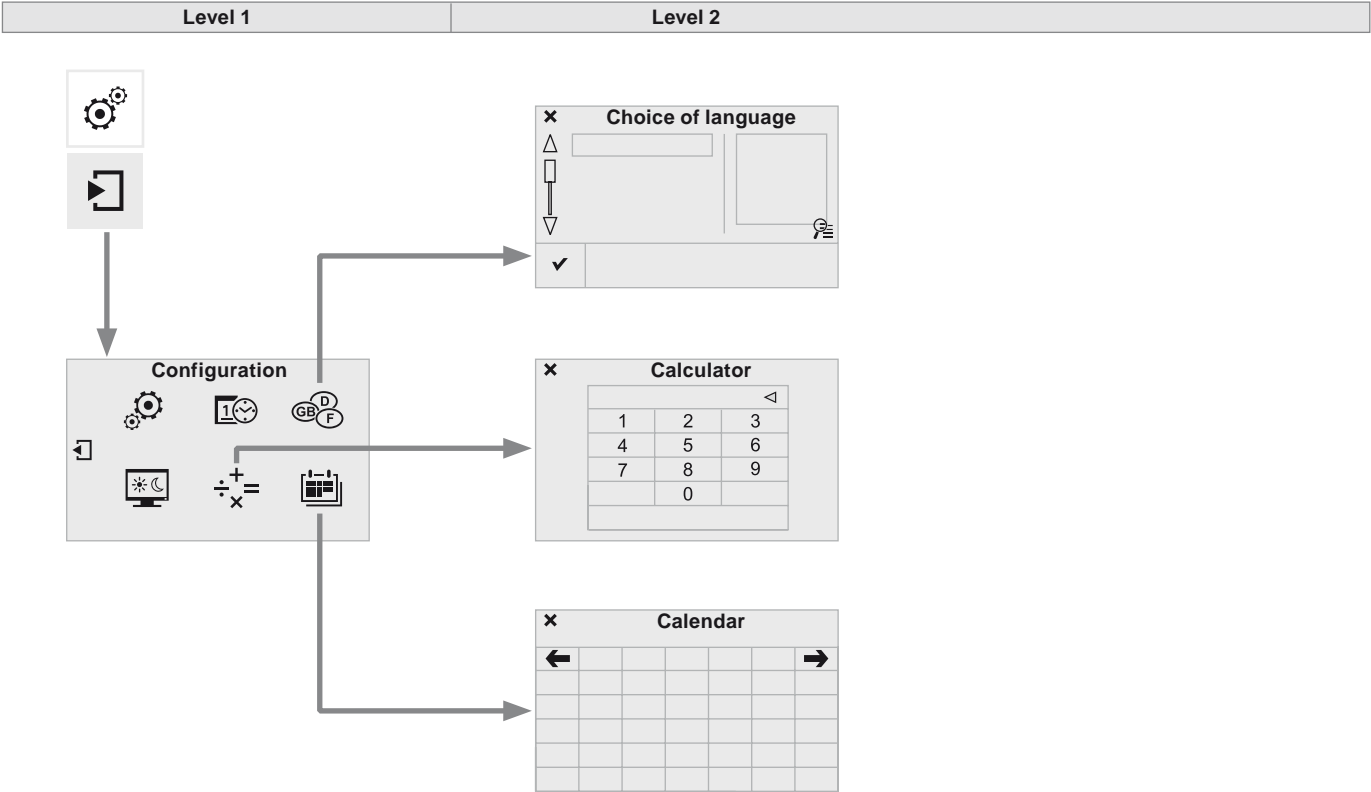 Level 1 Level 2
Choice of language
Configuration
1
GB D F
÷ + × =
Calculator
1 2 3
4 5 6
7 8 9
0
Calendar